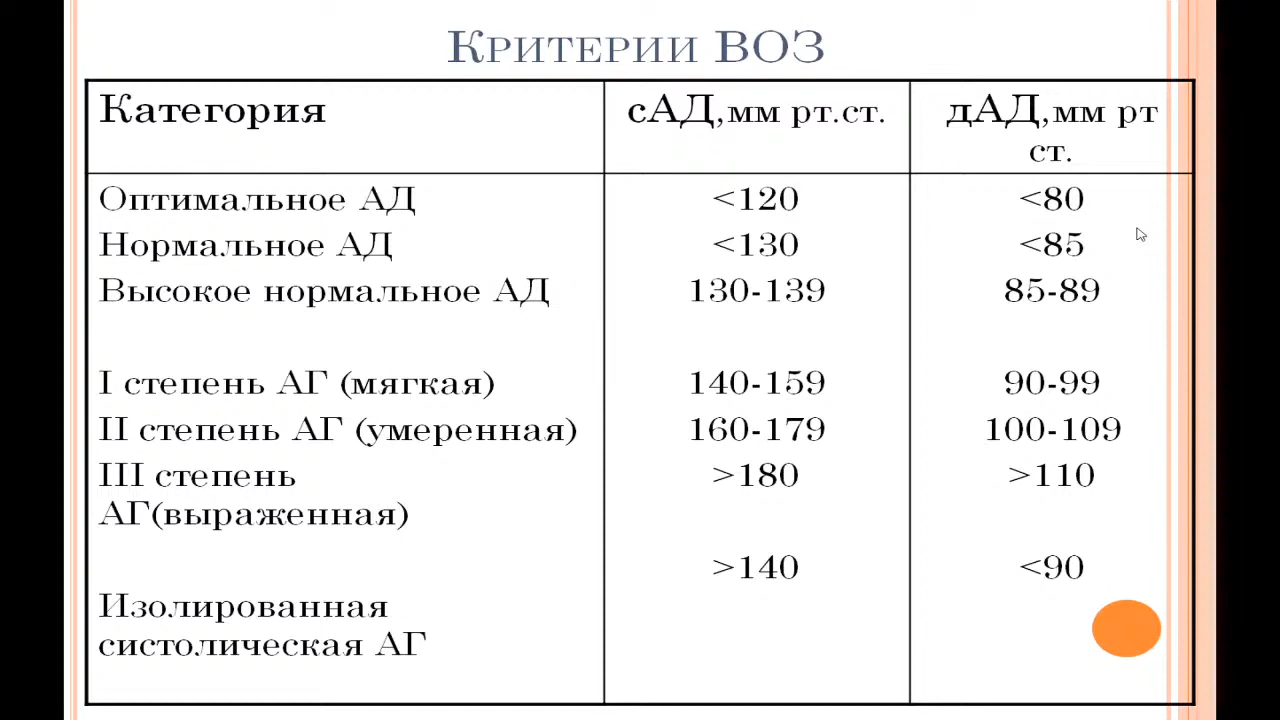 Критерии ВОЗ
Категория сАД,мм рт.ст. дАД,мм рт
ст.
Оптимальное АД <120 <80
Нормальное АД <130 <85
Высокое нормальное АД 130-139 85-89
I степень АГ (мягкая) 140-159 90-99
II степень АГ (умеренная) 160-179 100-109
III степень >180 >110
АГ(выраженная)
>140 <90
Изолированная
систолическая АГ